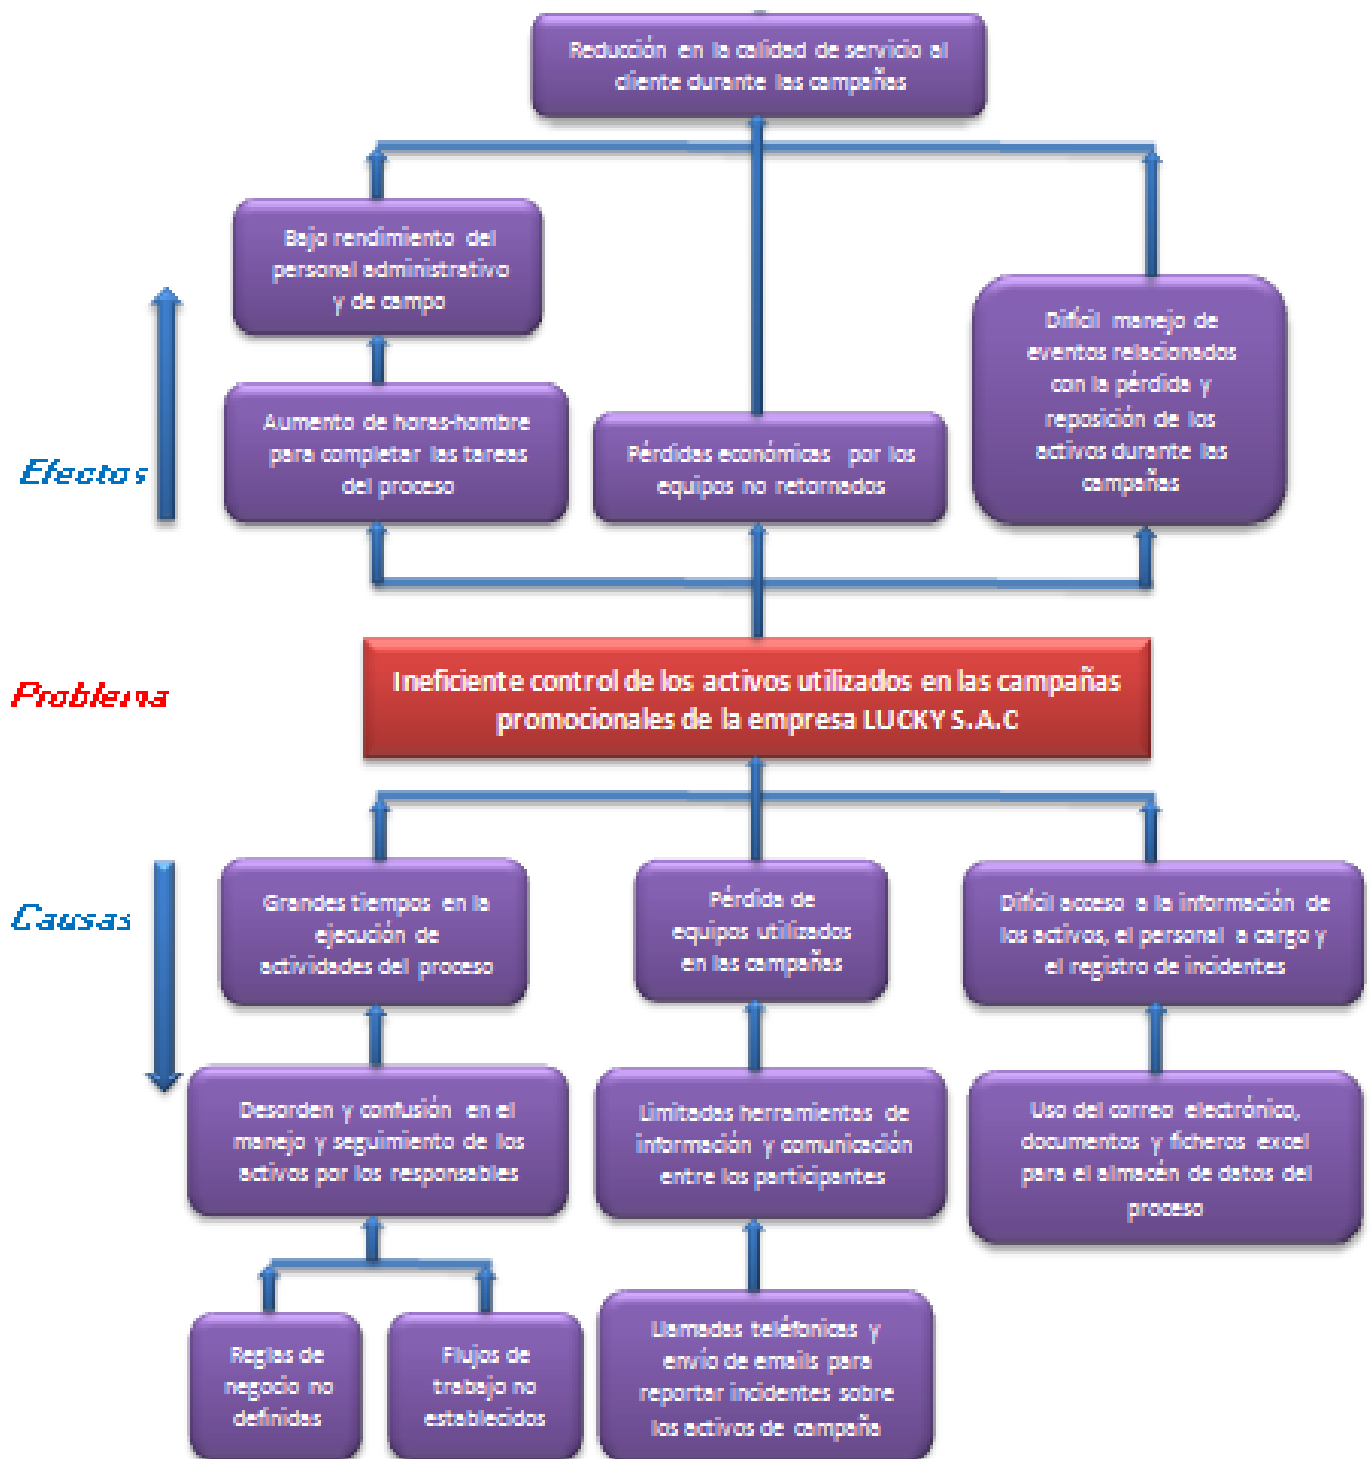 Reducción en la calidad de servicio al
cliente durante las campañas
Bajo rendimiento del
personal administrativo
y de campo
Difícil manejo de
eventos relacionados
con la pérdida y
reposición de los
activos durante las
campañas
Aumento de horas-hombre
para completar las tareas
del proceso
Pérdidas económicas por los
equipos no retornados
Efectos
Problema
Ineficiente control de los activos utilizados en las campañas
promocionales de la empresa LUCKY S.A.C
Causas
Grandes tiempos en la
ejecución de
actividades del proceso
Pérdida de
equipos utilizados
en las campañas
Difícil acceso a la información de
los activos, el personal a cargo y
el registro de incidentes
Desorden y confusión en el
manejo y seguimiento de los
activos por los responsables
Limitadas herramientas de
información y comunicación
entre los participantes
Uso del correo electrónico,
documentos y ficheros excel
para el almacén de datos del
proceso
Reglas de
negocio no
definidas
Flujos de
trabajo no
establecidos
Llamadas teléfonicas y
envío de emails para
reportar incidentes sobre
los activos de campaña